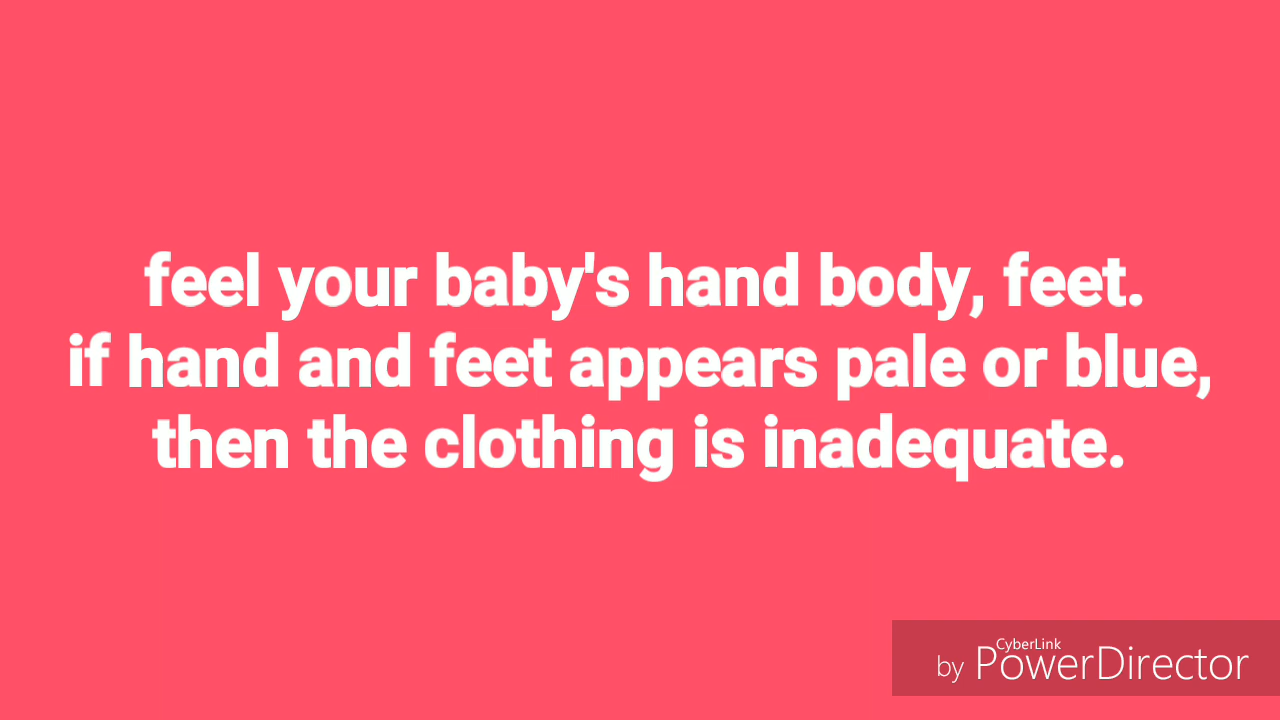 feel your baby's hand body, feet.
if hand and feet appears pale or blue,
then the clothing is inadequate.
CyberLink
by PowerDirector